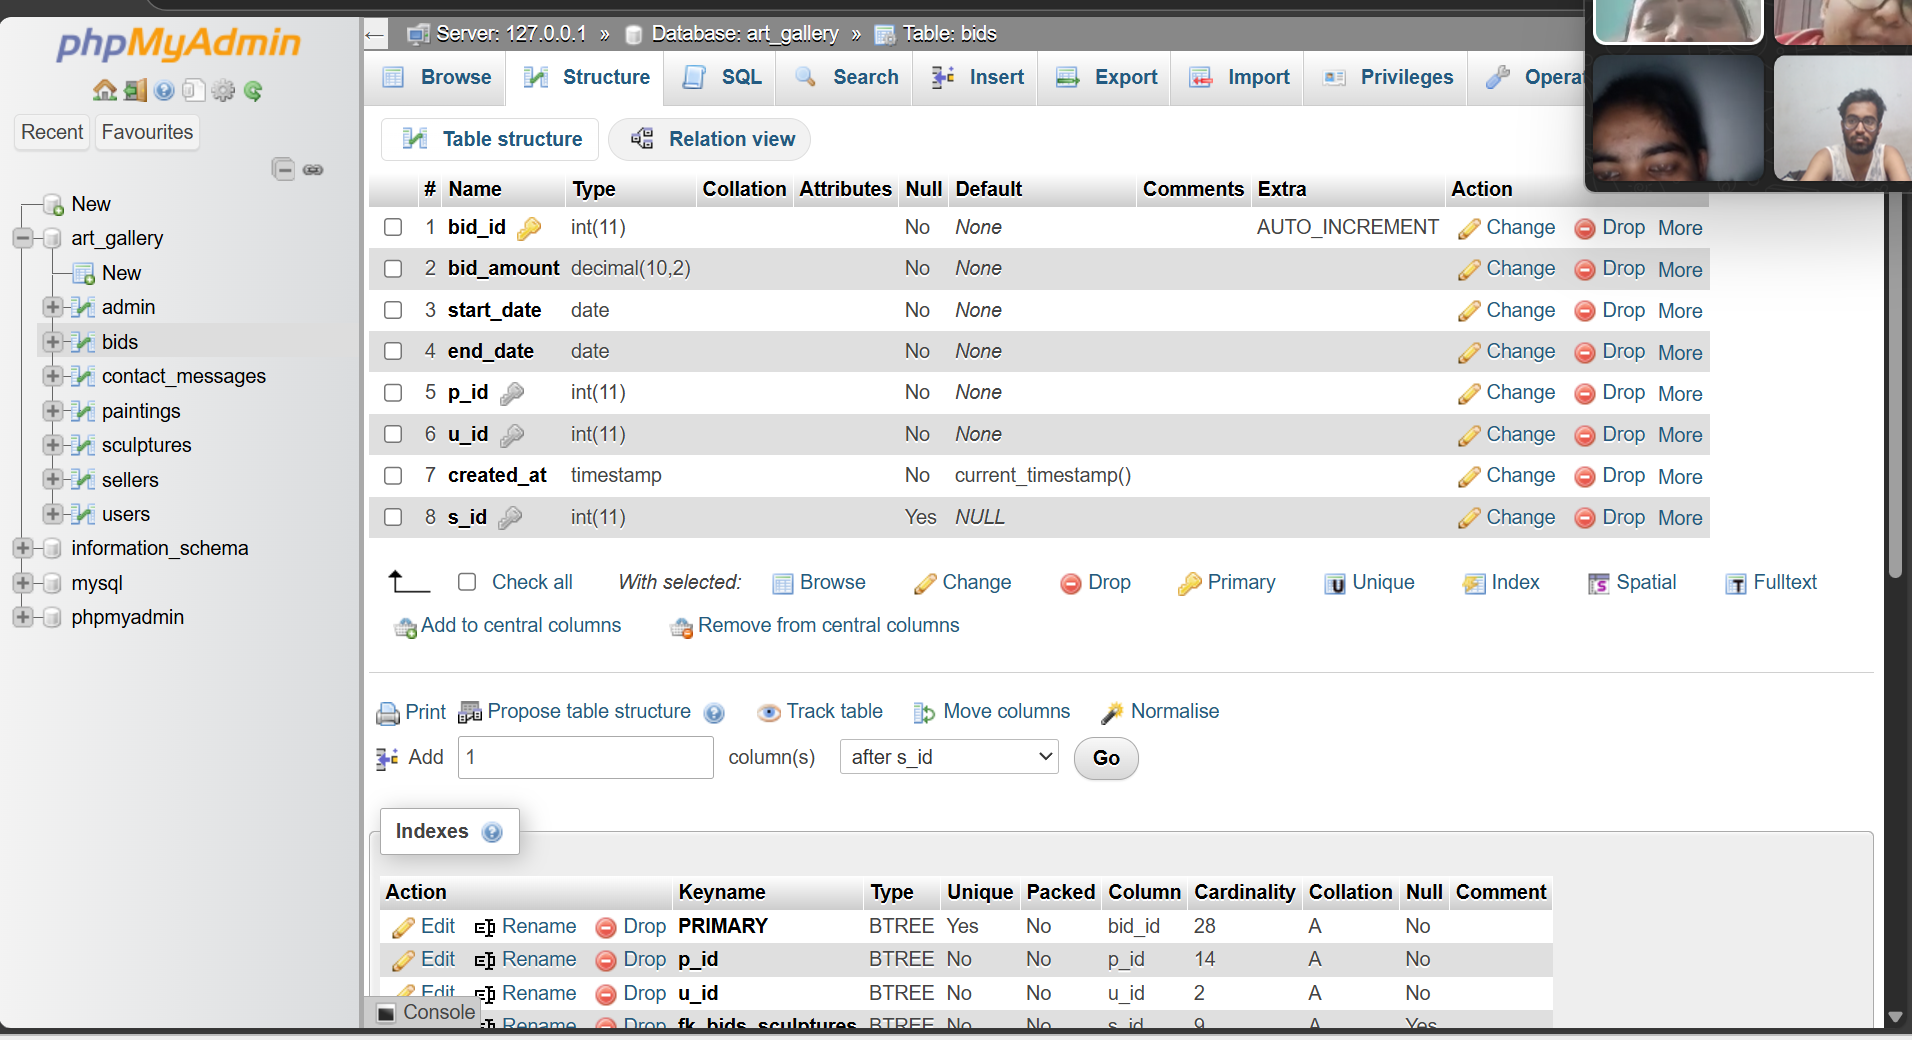 phpMyAdmin
Recent Favourites
New
art_gallery
New
admin
bids
contact_messages
paintings
sculptures
sellers
users
information_schema
mysql
phpmyadmin
Server: 127.0.0.1 » Database: art_gallery » Table: bids
Browse Structure SQL Search Insert Export Import Privileges
Table structure Relation view
# Name Type Collation Attributes Null Default Comments Extra Action
1 bid_id int(11) No None AUTO_INCREMENT Change Drop More
2 bid_amount decimal(10,2) No None Change Drop More
3 start_date date No None Change Drop More
4 end_date date No None Change Drop More
5 p_id int(11) No None Change Drop More
6 u_id int(11) No None Change Drop More
7 created_at timestamp No current_timestamp() Change Drop More
8 s_id int(11) Yes NULL Change Drop More
Check all With selected: Browse Change Drop Primary Unique Index Spatial Fulltext
Add to central columns Remove from central columns
Print Propose table structure Track table Move columns Normalise
Add 1 column(s) after s_id Go
Indexes
Action Keyname Type Unique Packed Column Cardinality Collation Null Comment
Edit Rename Drop PRIMARY BTREE Yes No bid_id 28 A No
Edit Rename Drop p_id BTREE No No p_id 14 A No
Edit Rename Drop u_id BTREE No No u_id 2 A No
Console Rename Drop fk_bids_sculptures BTREE No No s_id 9 A Yes